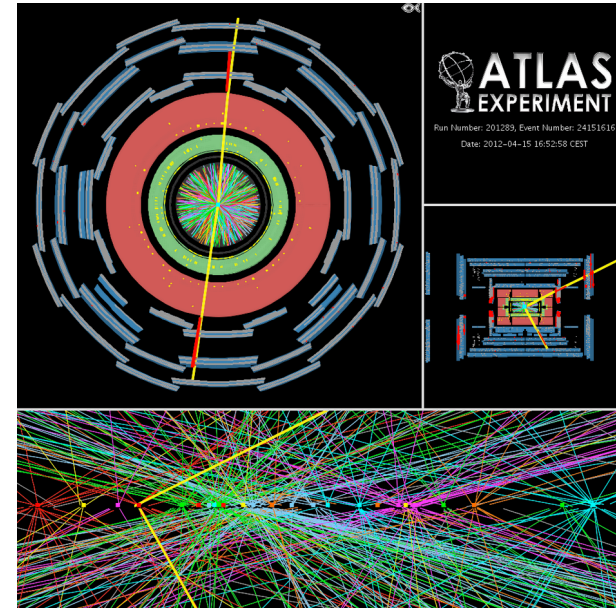 ATLAS
EXPERIMENT
Run Number: 201289, Event Number: 24151616
Date: 2012-04-15 16:52:58 CEST